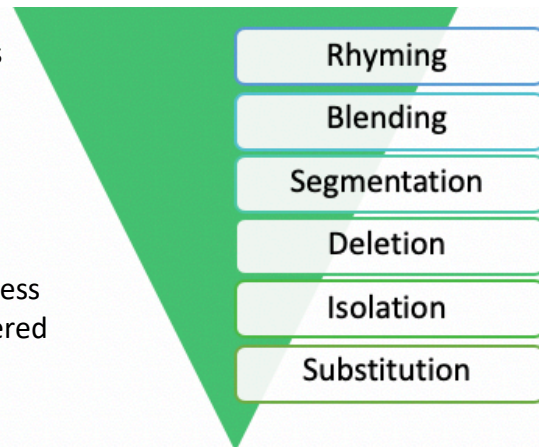 Rhyming
Blending
Segmentation
Deletion
Isolation
Substitution